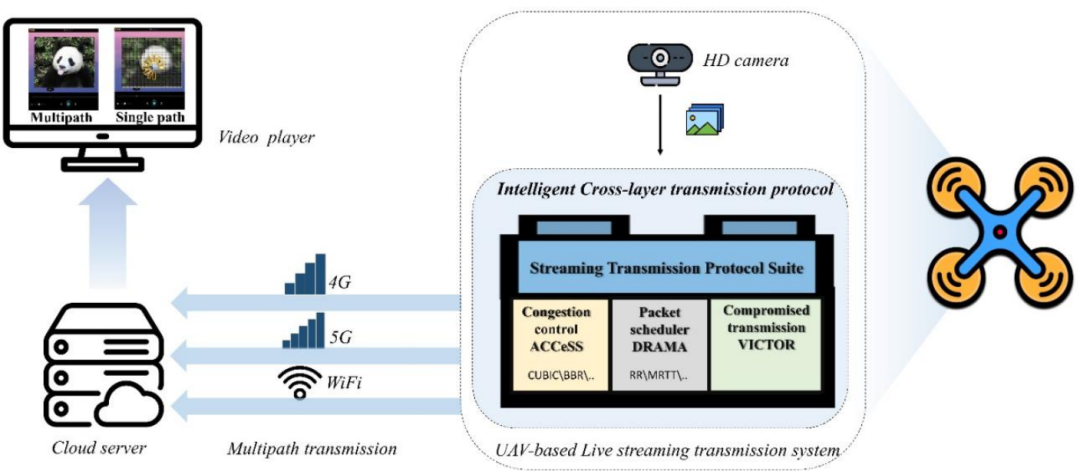 HD camera
Multipath Single path
Video player
Intelligent Cross-layer transmission protocol
Streaming Transmission Protocol Suite
Congestion
control
ACCeSS
CUBIC\BBR\..
Packet
scheduler
DRAMA
RR\MRTT\..
Compromised
transmission
VICTOR
4G
5G
WiFi
Cloud server
Multipath transmission
UAV-based Live streaming transmission system